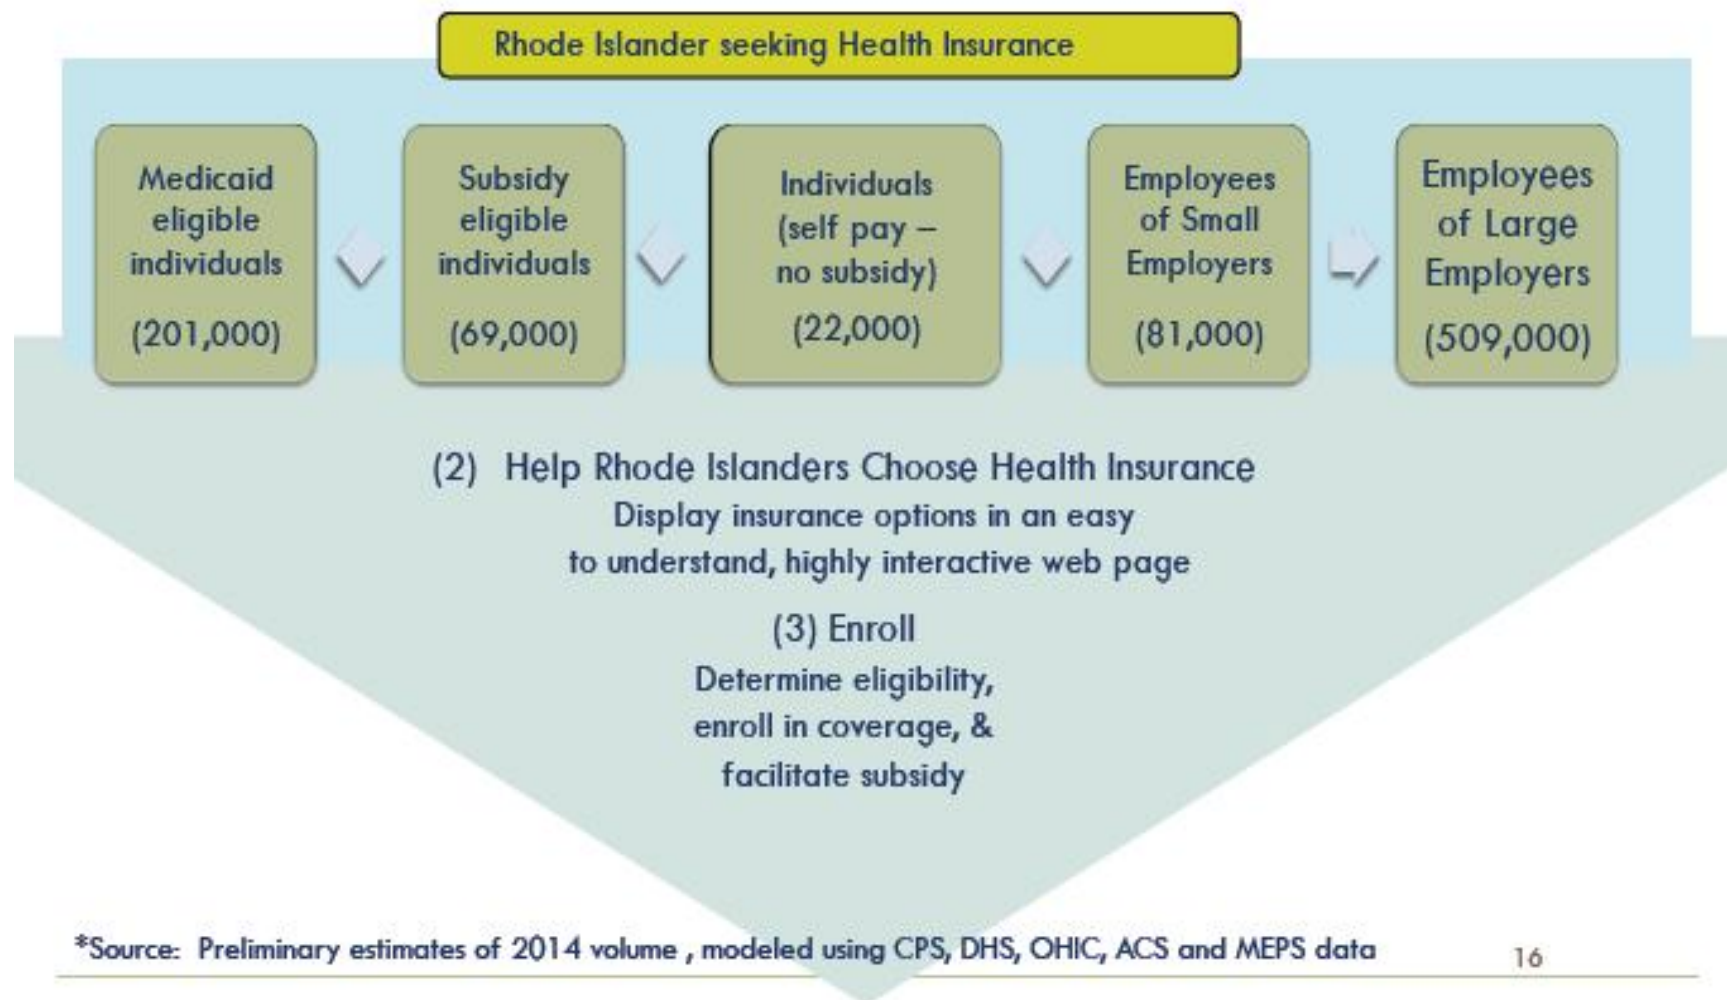 Rhode Islander seeking Health Insurance
Medicaid
eligible
individuals
(201,000)
Subsidy
eligible
individuals
(69,000)
Individuals
(self pay –
no subsidy)
(22,000)
Employees
of Small
Employers
(81,000)
Employees
of Large
Employers
(509,000)
(2) Help Rhode Islanders Choose Health Insurance
Display insurance options in an easy
to understand, highly interactive web page
(3) Enroll
Determine eligibility,
enroll in coverage, &
facilitate subsidy
*Source: Preliminary estimates of 2014 volume , modeled using CPS, DHS, OHIC, ACS and MEPS data
16